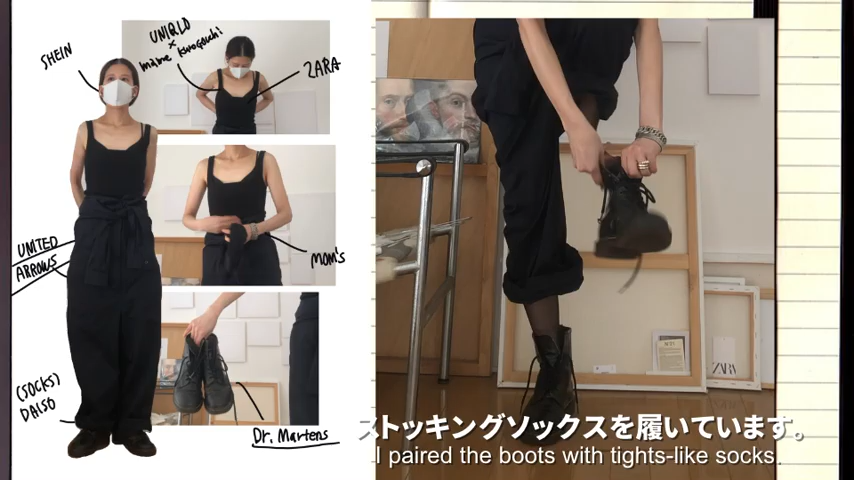 SHEIN
UNIQLO
x
mame kurogouchi
ZARA
UNITED
ARROWS
MOM'S
(SOCKS)
DAISO
Dr. Martens
ZARA
ストッキングソックスを履いています。
I paired the boots with tights-like socks.